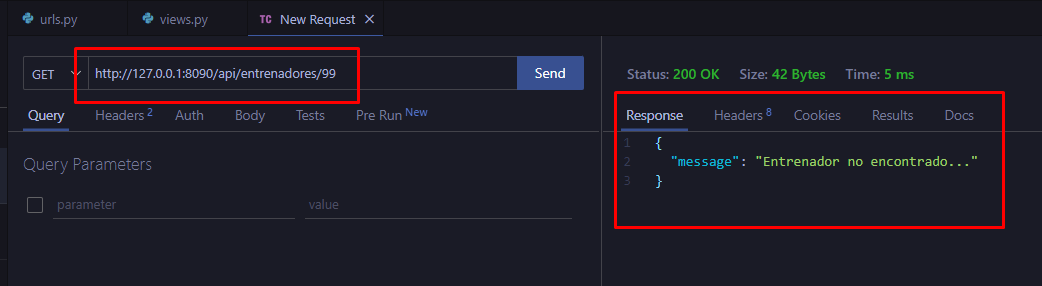 urls.py
views.py
TC New Request
GET http://127.0.0.1:8090/api/entrenadores/99 Send
Query Headers 2 Auth Body Tests Pre Run New
Query Parameters
parameter value
Status: 200 OK Size: 42 Bytes Time: 5 ms
Response Headers 8 Cookies Results Docs
1 {
2 "message": "Entrenador no encontrado..."
3 }